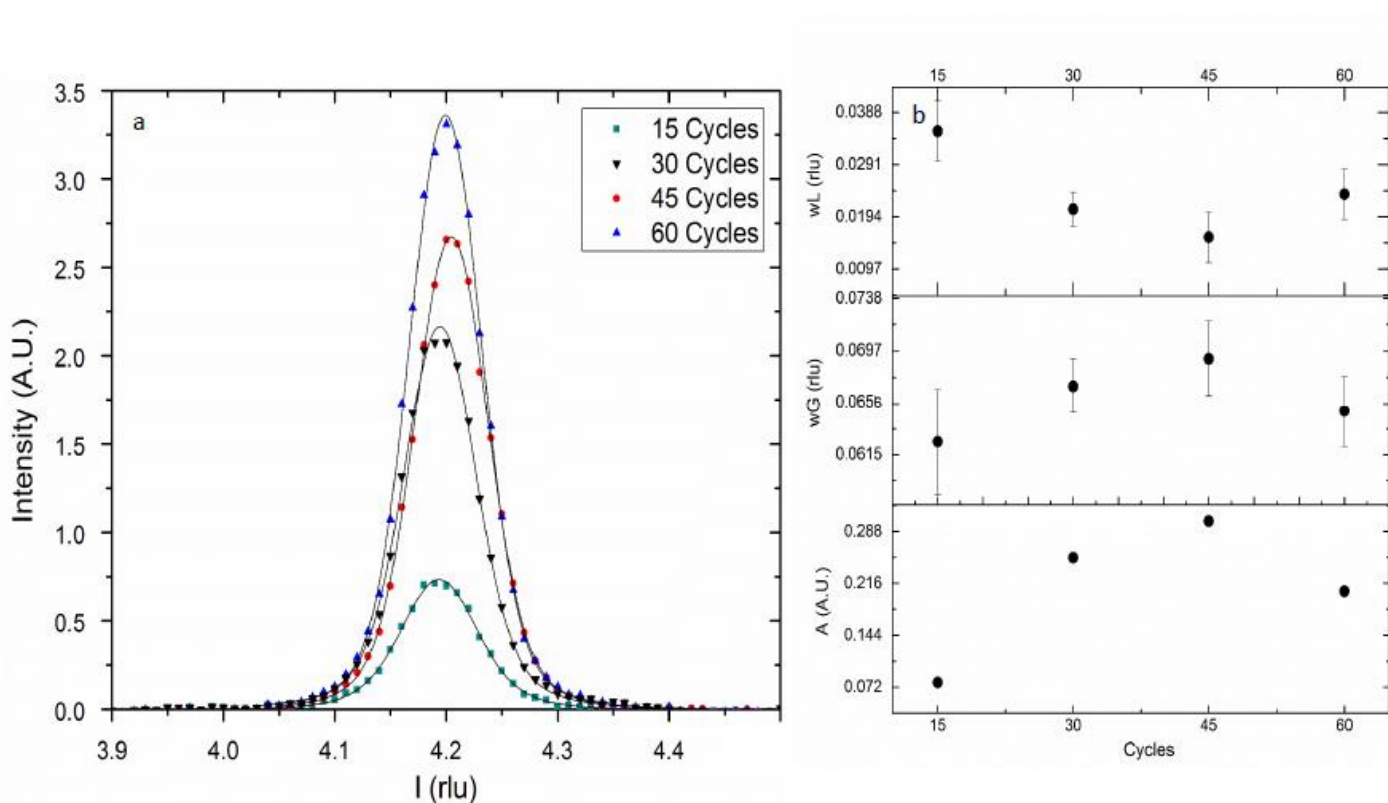 a
3.5
3.0
2.5
2.0
1.5
1.0
0.5
0.0
Intensity (A.U.)
15 Cycles
30 Cycles
45 Cycles
60 Cycles
3.9 4.0 4.1 4.2 4.3 4.4
l (rlu)
b
15 30 45 60
0.0388
0.0291
0.0194
0.0097
wL (rlu)
0.0738
0.0697
0.0656
0.0615
wG (rlu)
0.288
0.216
0.144
0.072
A (A.U.)
15 30 45 60
Cycles